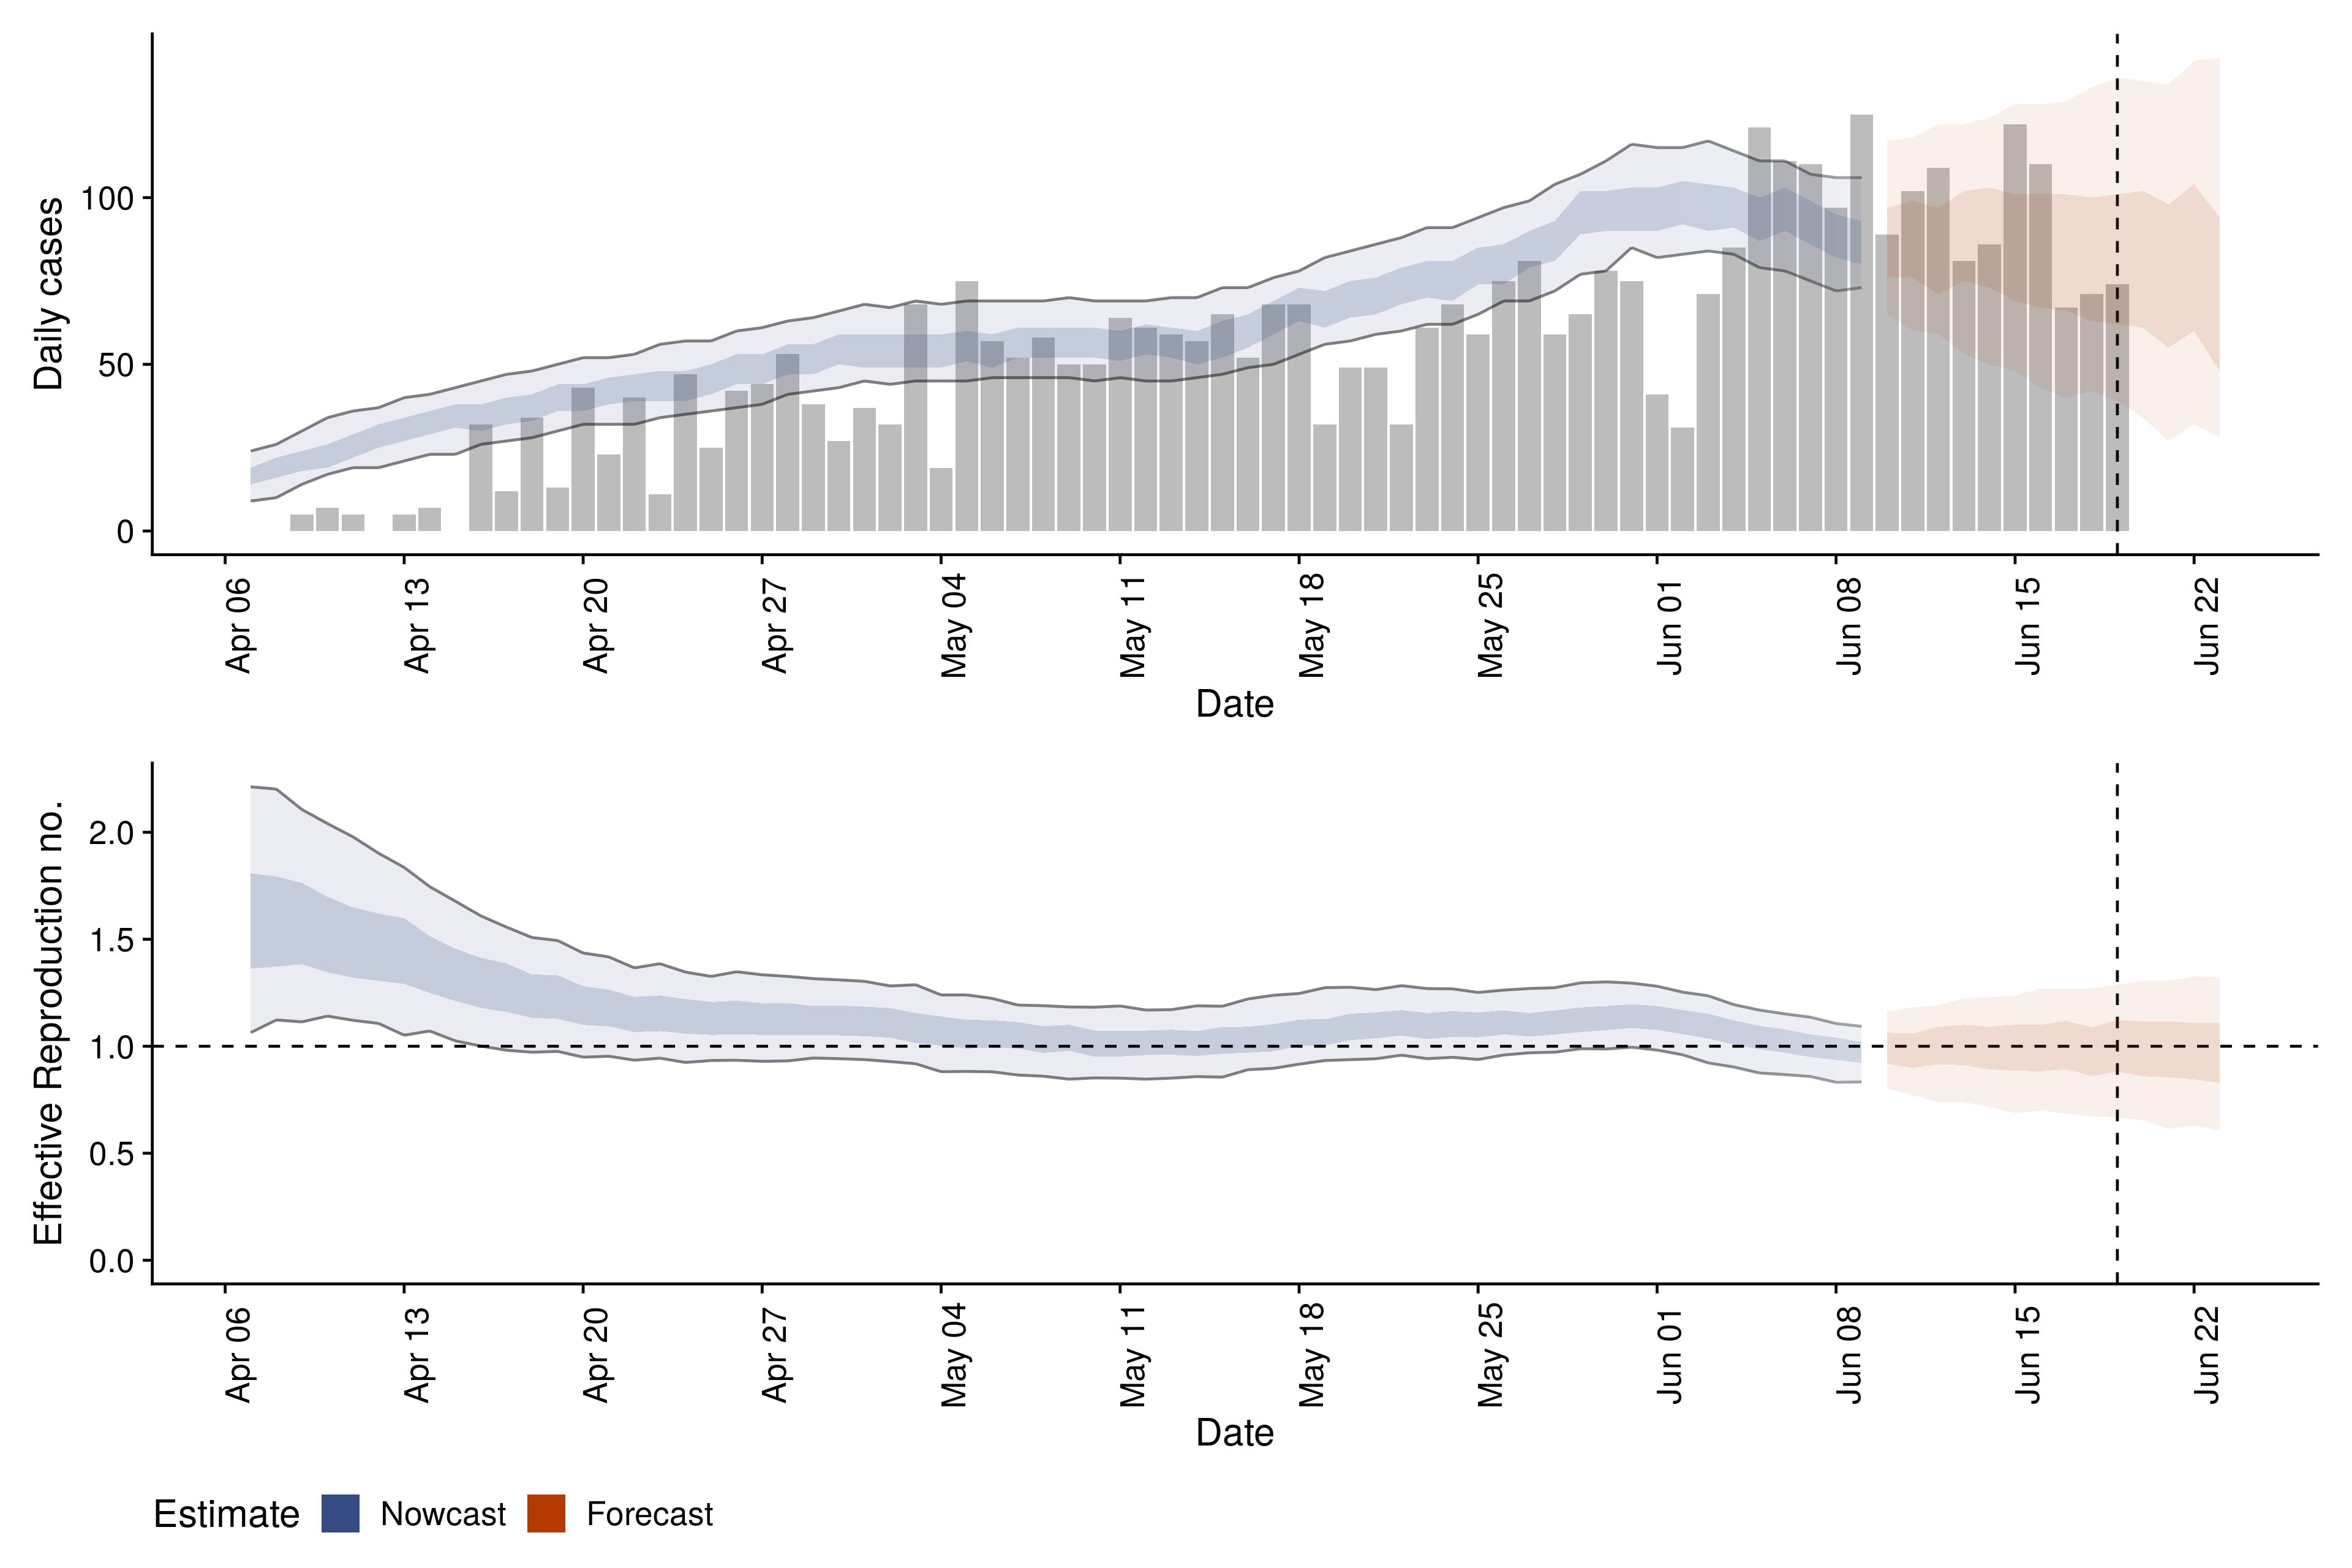 Daily cases
100
50
0
Apr 06
Apr 13
Apr 20
Apr 27
May 04
May 11
May 18
May 25
Jun 01
Jun 08
Jun 15
Jun 22
Date
Effective Reproduction no.
2.0
1.5
1.0
0.5
0.0
Apr 06
Apr 13
Apr 20
Apr 27
May 04
May 11
May 18
May 25
Jun 01
Jun 08
Jun 15
Jun 22
Date
Estimate Nowcast Forecast